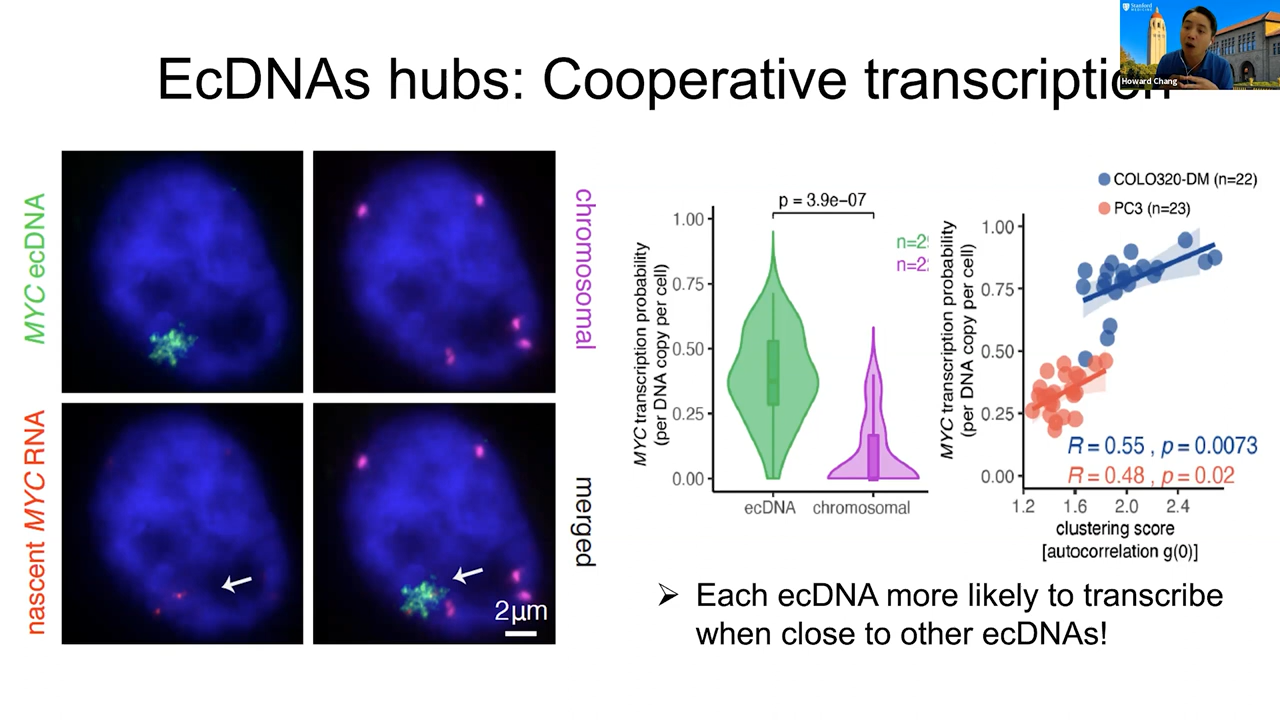 EcDNAs hubs: Cooperative transcription
Stanford
MEDICINE
Howard Chang
MYC ecDNA
chromosomal
nascent MYC RNA
merged
2µm
MYC transcription probability
(per DNA copy per cell)
p = 3.9e−07
n=2
n=2
1.00
0.75
0.50
0.25
0.00
ecDNA
chromosomal
COLO320-DM (n=22)
PC3 (n=23)
MYC transcription probability
(per DNA copy per cell)
1.00
0.75
0.50
0.25
0.00
R = 0.55 , p = 0.0073
R = 0.48 , p = 0.02
1.2 1.6 2.0 2.4
clustering score
[autocorrelation g(0)]
➢ Each ecDNA more likely to transcribe
when close to other ecDNAs!